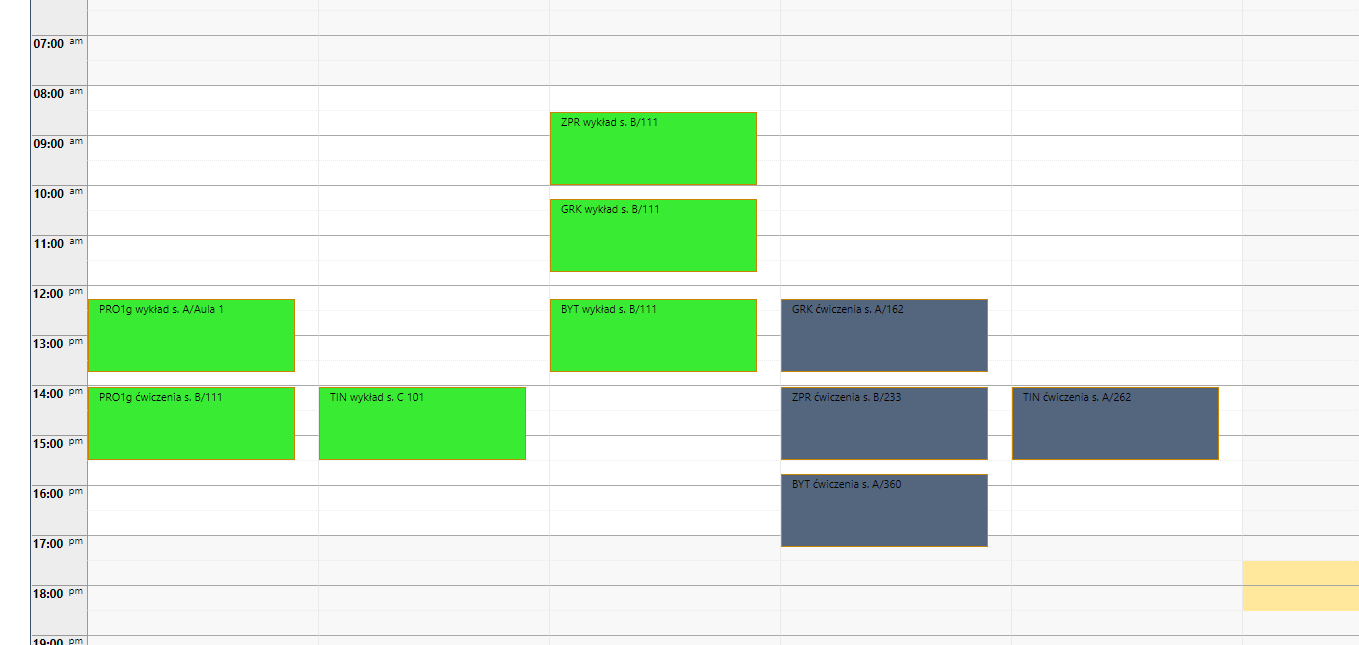 07:00 am
08:00 am
ZPR wykład s. B/111
09:00 am
10:00 am
GRK wykład s. B/111
11:00 am
12:00 pm
PRO1g wykład s. A/Aula 1
BYT wykład s. B/111
GRK ćwiczenia s. A/162
13:00 pm
14:00 pm
PRO1g ćwiczenia s. B/111
TIN wykład s. C 101
ZPR ćwiczenia s. B/233
TIN ćwiczenia s. A/262
15:00 pm
BYT ćwiczenia s. A/360
16:00 pm
17:00 pm
18:00 pm
19:00 pm